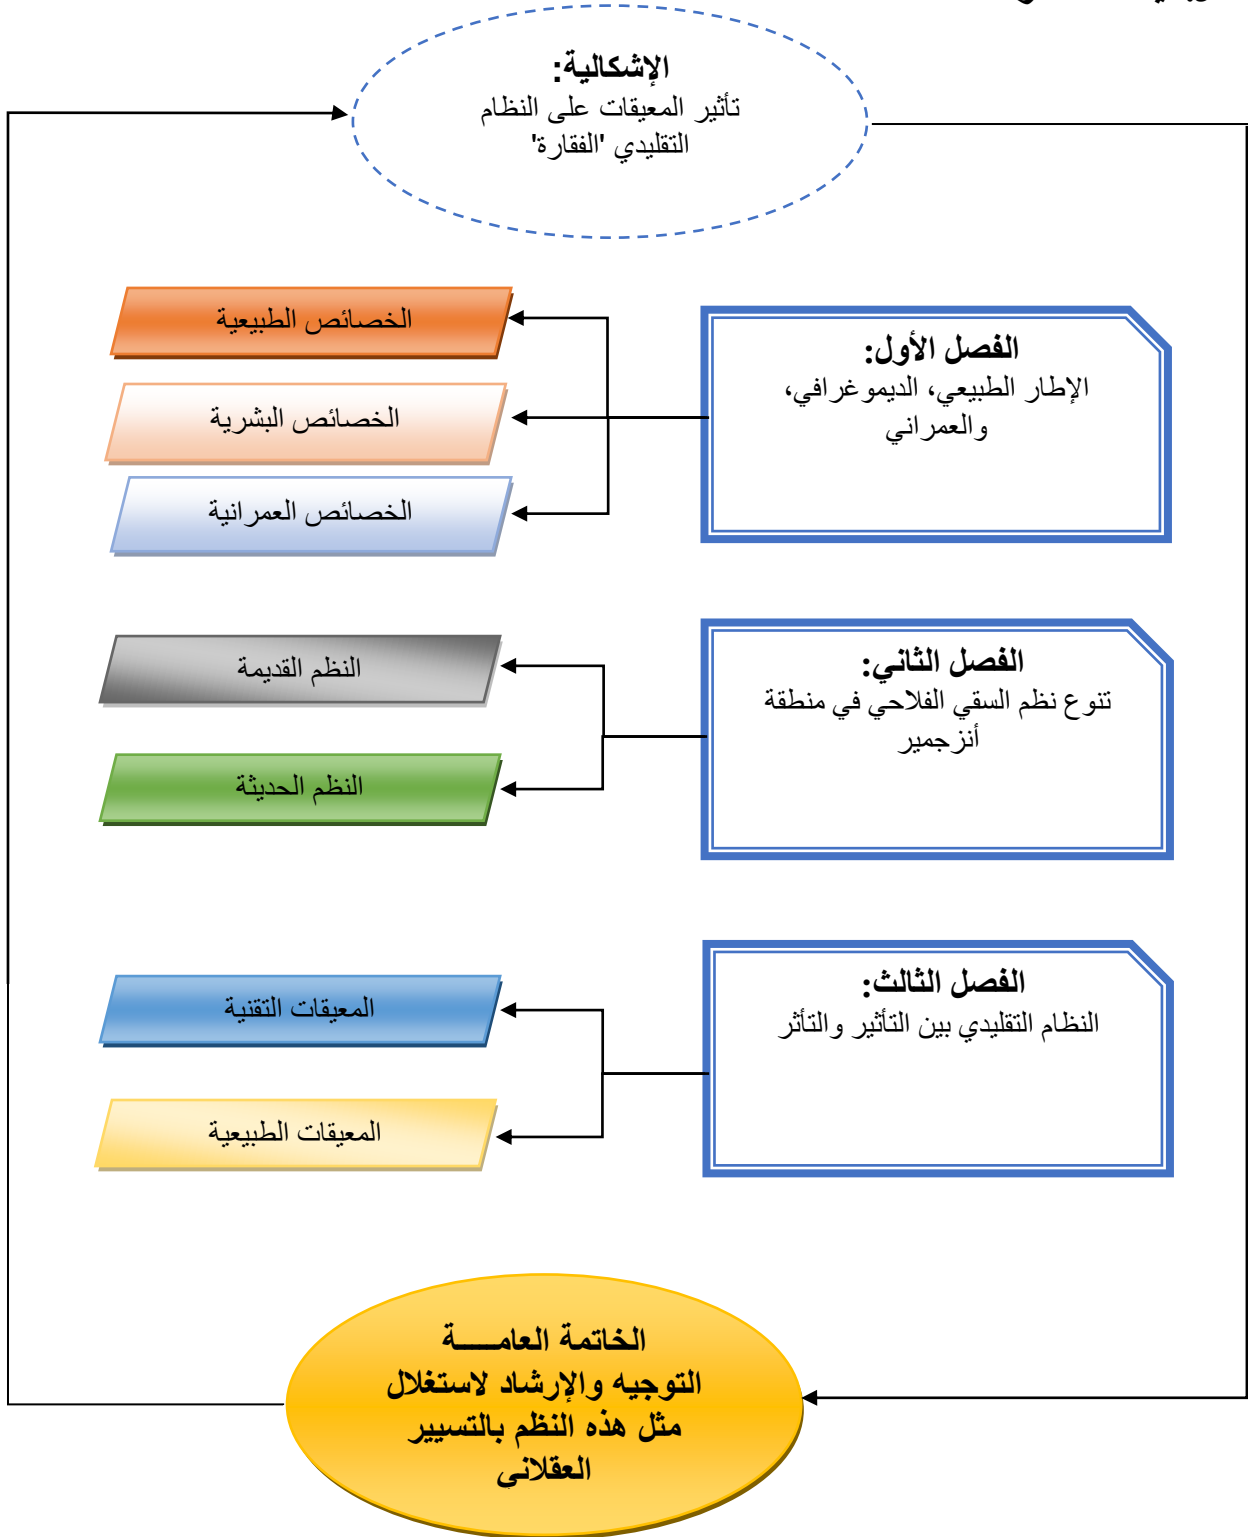 الإشكالية:
تأثير المعيقات على النظام
التقليدي 'الفقارة'
الفصل الأول:
الإطار الطبيعي، الديموغرافي،
والعمراني
الخصائص الطبيعية
الخصائص البشرية
الخصائص العمرانية
الفصل الثاني:
تنوع نظم السقي الفلاحي في منطقة
أنزجمير
النظم القديمة
النظم الحديثة
الفصل الثالث:
النظام التقليدي بين التأثير والتأثر
المعيقات التقنية
المعيقات الطبيعية
الخاتمة العامـــــة
التوجيه والإرشاد لاستغلال
مثل هذه النظم بالتسيير
العقلاني